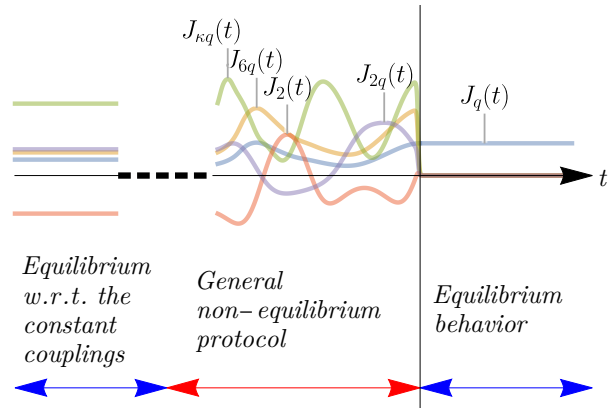 J_{κq}(t)
J_{6q}(t)
J_2(t)
J_{2q}(t)
J_q(t)
t
Equilibrium
w.r.t. the
constant
couplings
General
non-equilibrium
protocol
Equilibrium
behavior